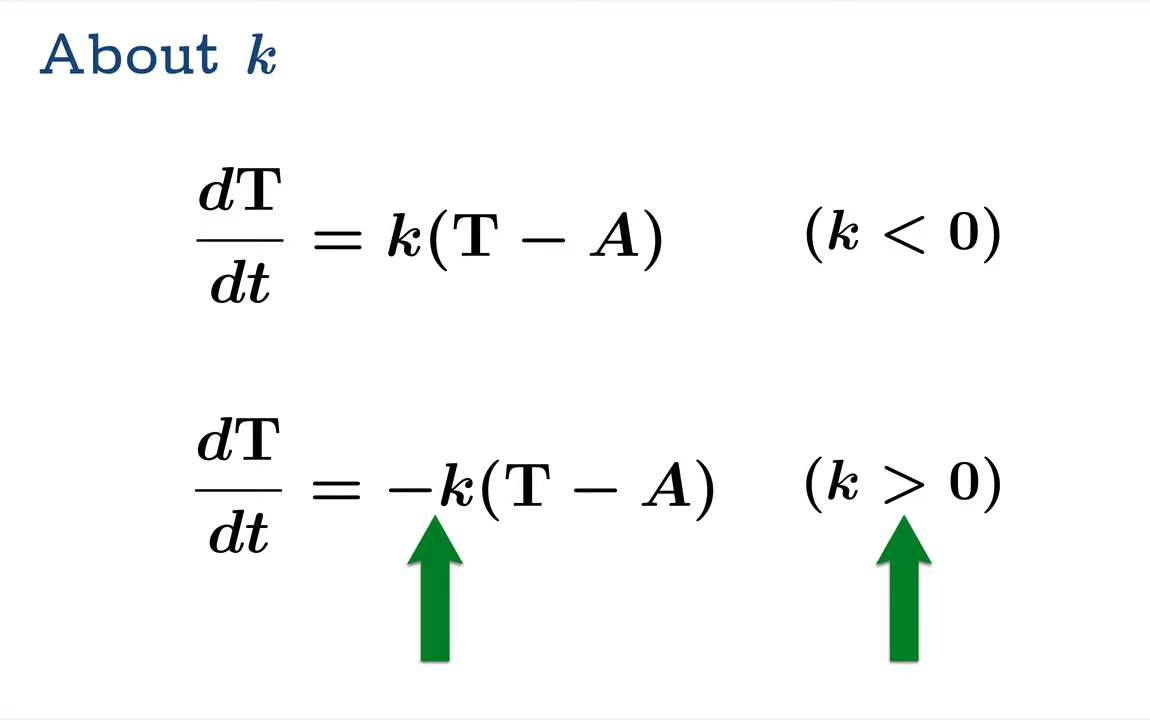 About k
dT/dt = k(T − A) (k < 0)
dT/dt = −k(T − A) (k > 0)